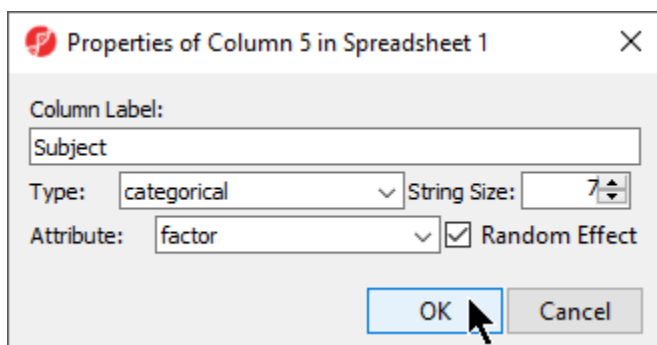 Properties of Column 5 in Spreadsheet 1
Column Label:
Subject
Type: categorical String Size: 7
Attribute: factor Random Effect
OK Cancel